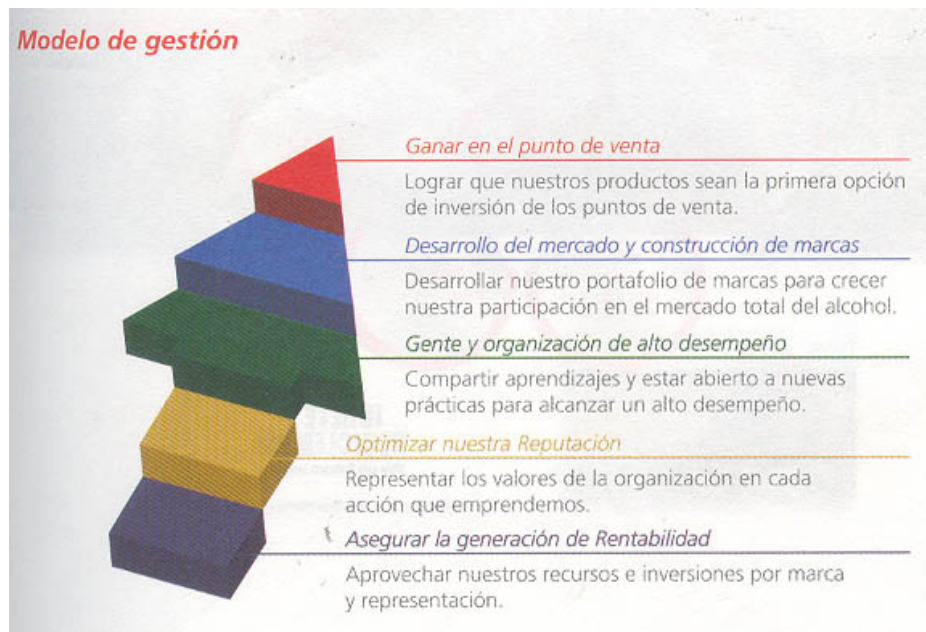 Modelo de gestión
Ganar en el punto de venta
Lograr que nuestros productos sean la primera opción
de inversión de los puntos de venta.
Desarrollo del mercado y construcción de marcas
Desarrollar nuestro portafolio de marcas para crecer
nuestra participación en el mercado total del alcohol.
Gente y organización de alto desempeño
Compartir aprendizajes y estar abierto a nuevas
prácticas para alcanzar un alto desempeño.
Optimizar nuestra Reputación
Representar los valores de la organización en cada
acción que emprendemos.
Asegurar la generación de Rentabilidad
Aprovechar nuestros recursos e inversiones por marca
y representación.